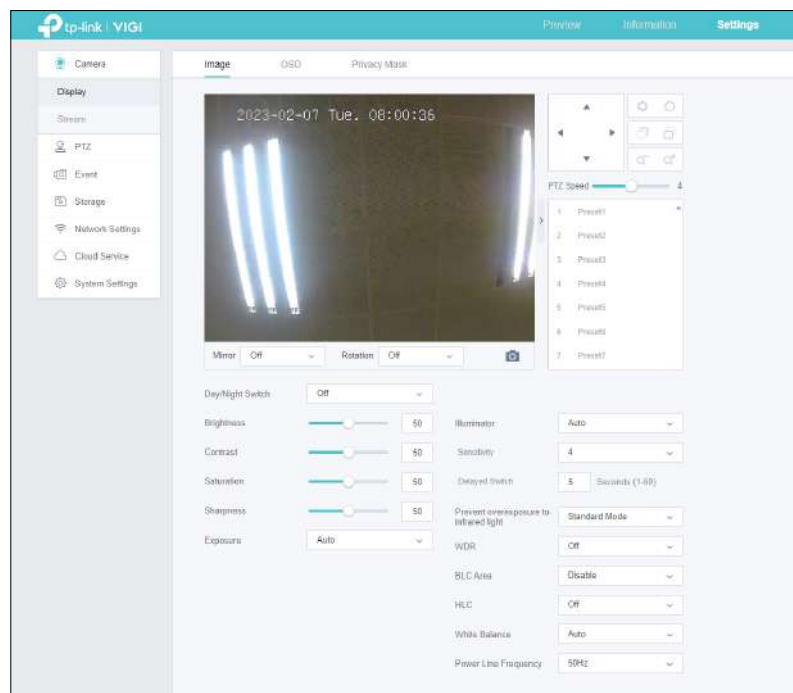 tp-link | VIGI
Preview
Information
Settings
Camera
Display
Stream
PTZ
Event
Storage
Network Settings
Cloud Service
System Settings
Image
OSD
Privacy Mask
2023-02-07 Tue. 08:00:36
PTZ Speed
4
1 Preset1
2 Preset2
3 Preset3
4 Preset4
5 Preset5
6 Preset6
7 Preset7
Mirror Off
Rotation Off
Day/Night Switch Off
Brightness 50
Contrast 50
Saturation 50
Sharpness 50
Exposure Auto
Illuminator Auto
Sensitivity 4
Delayed Switch 5 Seconds (1-60)
Prevent overexposure to
infrared light
Standard Mode
WDR Off
BLC Area Disable
HLC Off
White Balance Auto
Power Line Frequency 50Hz